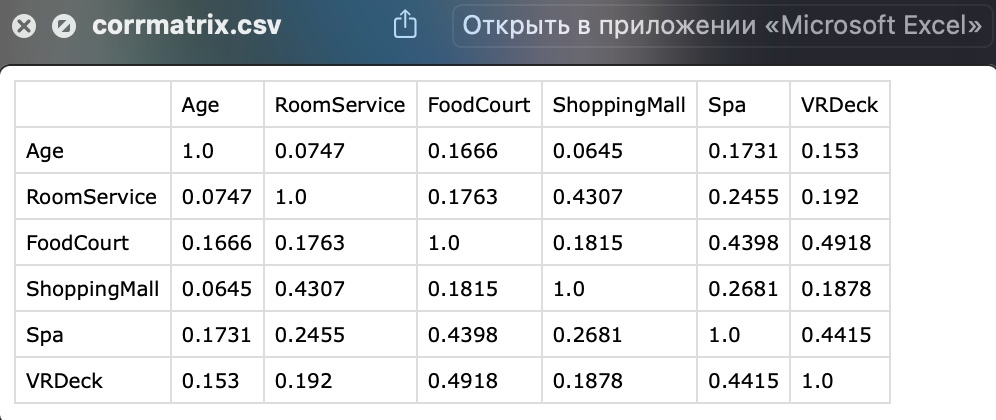 corrmatrix.csv Открыть в приложении «Microsoft Excel»
Age RoomService FoodCourt ShoppingMall Spa VRDeck
Age 1.0 0.0747 0.1666 0.0645 0.1731 0.153
RoomService 0.0747 1.0 0.1763 0.4307 0.2455 0.192
FoodCourt 0.1666 0.1763 1.0 0.1815 0.4398 0.4918
ShoppingMall 0.0645 0.4307 0.1815 1.0 0.2681 0.1878
Spa 0.1731 0.2455 0.4398 0.2681 1.0 0.4415
VRDeck 0.153 0.192 0.4918 0.1878 0.4415 1.0